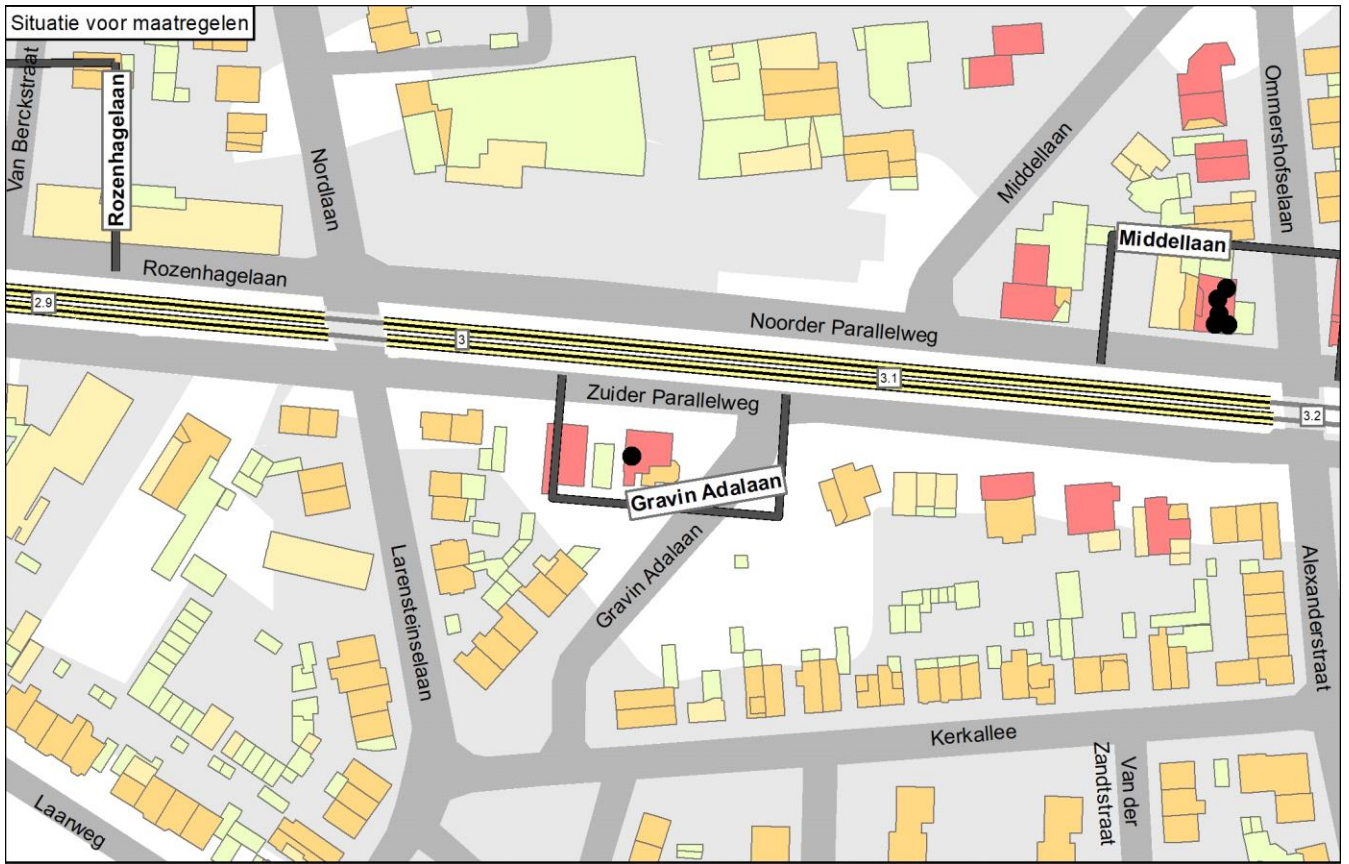 Situatie voor maatregelen
Van Berckstraat
Rozenhagelaan
Nordlaan
Middellaan
Ommershofselaan
Middellaan
Rozenhagelaan
2.9
3
Noorder Parallelweg
3.1
3.2
Zuider Parallelweg
Gravin Adalaan
Gravin Adalaan
Larensteinselaan
Alexanderstraat
Kerkallee
Van der
Zandtstraat
Laarweg